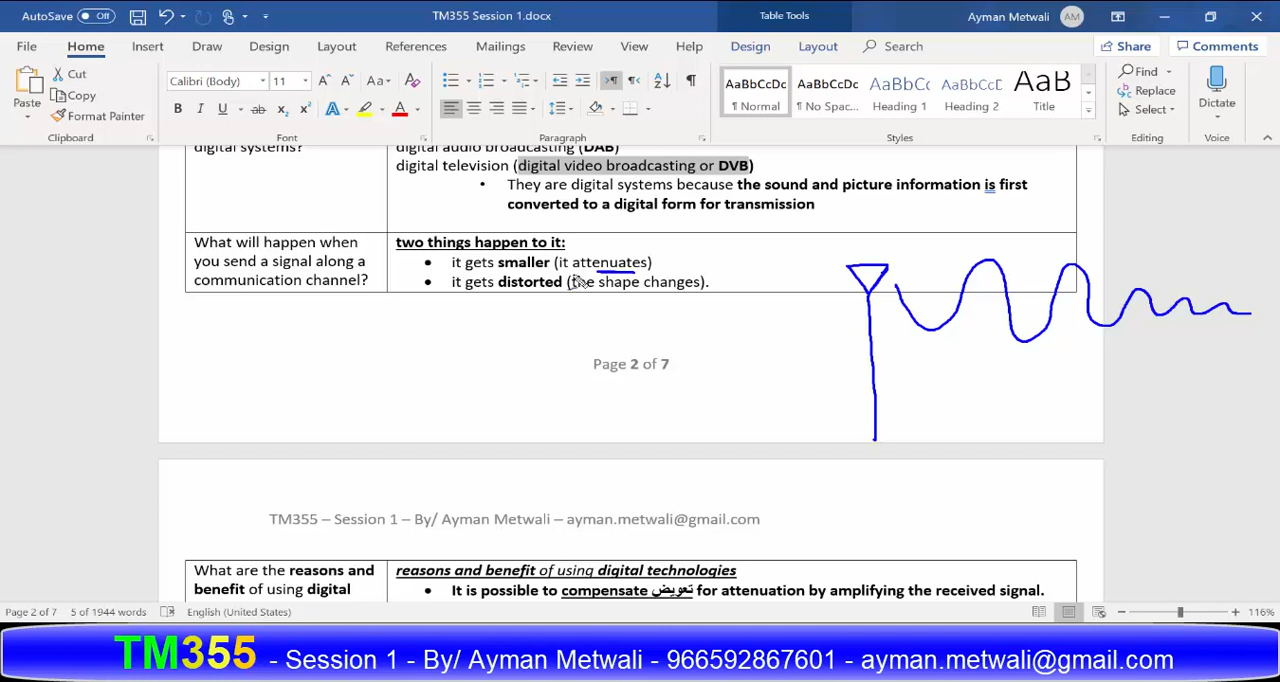 AutoSave Off TM355 Session 1.docx Table Tools Ayman Metwali AM
File Home Insert Draw Design Layout References Mailings Review View Help Design Layout Search Share Comments
Paste Cut Copy Format Painter
Calibri (Body) 11
AaBbCcDc AaBbCcDc AaBbCc AaBbCcD AaB
¶ Normal ¶ No Spac... Heading 1 Heading 2 Title
Find Replace Select Dictate
Clipboard Font Paragraph Styles Editing Voice
digital systems?
digital audio broadcasting (DAB)
digital television (digital video broadcasting or DVB)
• They are digital systems because the sound and picture information is first
converted to a digital form for transmission
What will happen when
you send a signal along a
communication channel?
two things happen to it:
• it gets smaller (it attenuates)
• it gets distorted (the shape changes).
Page 2 of 7
TM355 – Session 1 – By/ Ayman Metwali – ayman.metwali@gmail.com
What are the reasons and
benefit of using digital
reasons and benefit of using digital technologies
• It is possible to compensate تعويض for attenuation by amplifying the received signal.
Page 2 of 7 5 of 1944 words English (United States) 116%
TM355 - Session 1 - By/ Ayman Metwali - 966592867601 - ayman.metwali@gmail.com